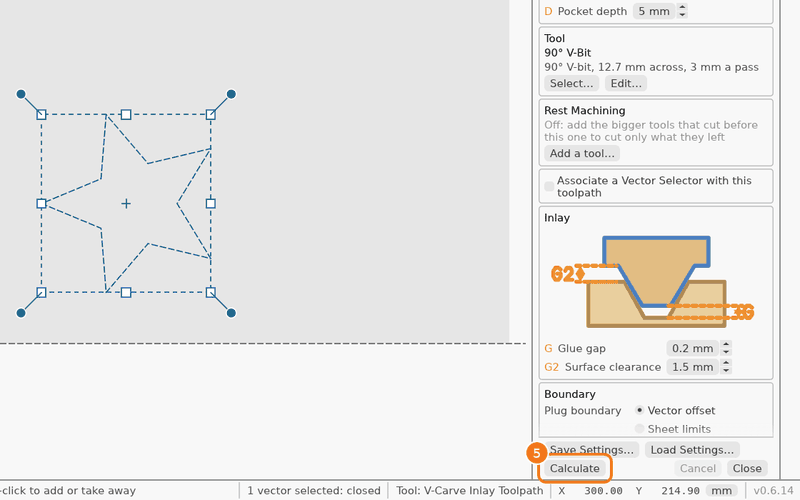 D Pocket depth 5 mm
Tool
90° V-Bit
90° V-bit, 12.7 mm across, 3 mm a pass
Select... Edit...
Rest Machining
Off: add the bigger tools that cut before
this one to cut only what they left
Add a tool...
Associate a Vector Selector with this
toolpath
Inlay
G2
G
G Glue gap 0.2 mm
G2 Surface clearance 1.5 mm
Boundary
Plug boundary Vector offset
Sheet limits
5
Save Settings... Load Settings...
Calculate Cancel Close
-click to add or take away 1 vector selected: closed Tool: V-Carve Inlay Toolpath X 300.00 Y 214.90 mm v0.6.14